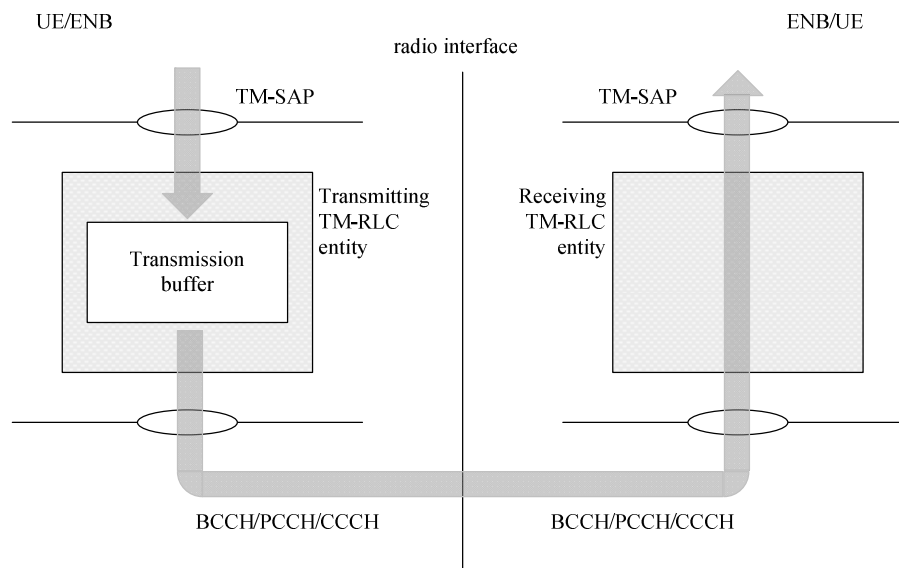 UE/ENB
ENB/UE
radio interface
TM-SAP
TM-SAP
Transmitting
TM-RLC
entity
Receiving
TM-RLC
entity
Transmission
buffer
BCCH/PCCH/CCCH
BCCH/PCCH/CCCH